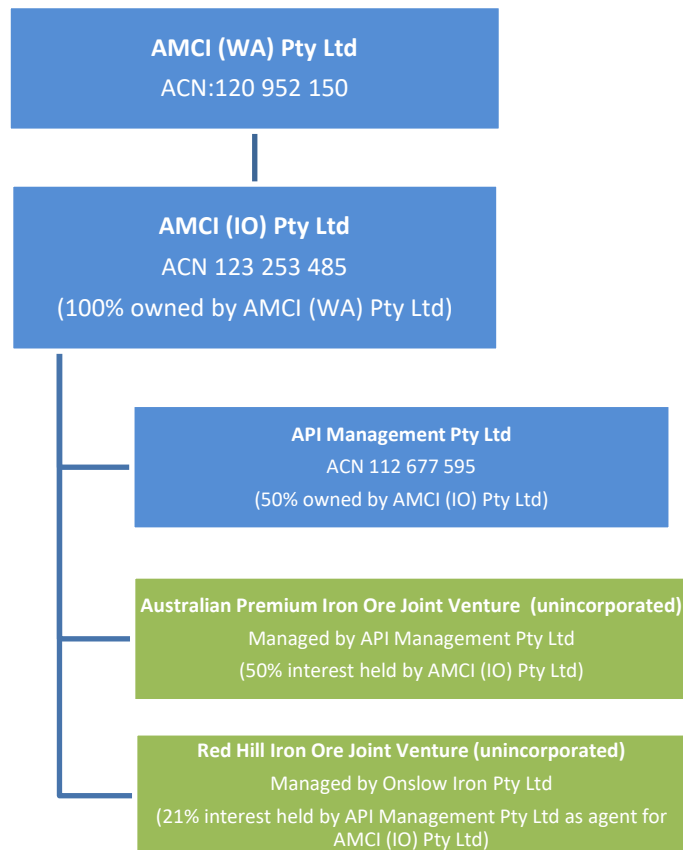 AMCI (WA) Pty Ltd
ACN:120 952 150
AMCI (IO) Pty Ltd
ACN 123 253 485
(100% owned by AMCI (WA) Pty Ltd)
API Management Pty Ltd
ACN 112 677 595
(50% owned by AMCI (IO) Pty Ltd)
Australian Premium Iron Ore Joint Venture (unincorporated)
Managed by API Management Pty Ltd
(50% interest held by AMCI (IO) Pty Ltd)
Red Hill Iron Ore Joint Venture (unincorporated)
Managed by Onslow Iron Pty Ltd
(21% interest held by API Management Pty Ltd as agent for
AMCI (IO) Pty Ltd)